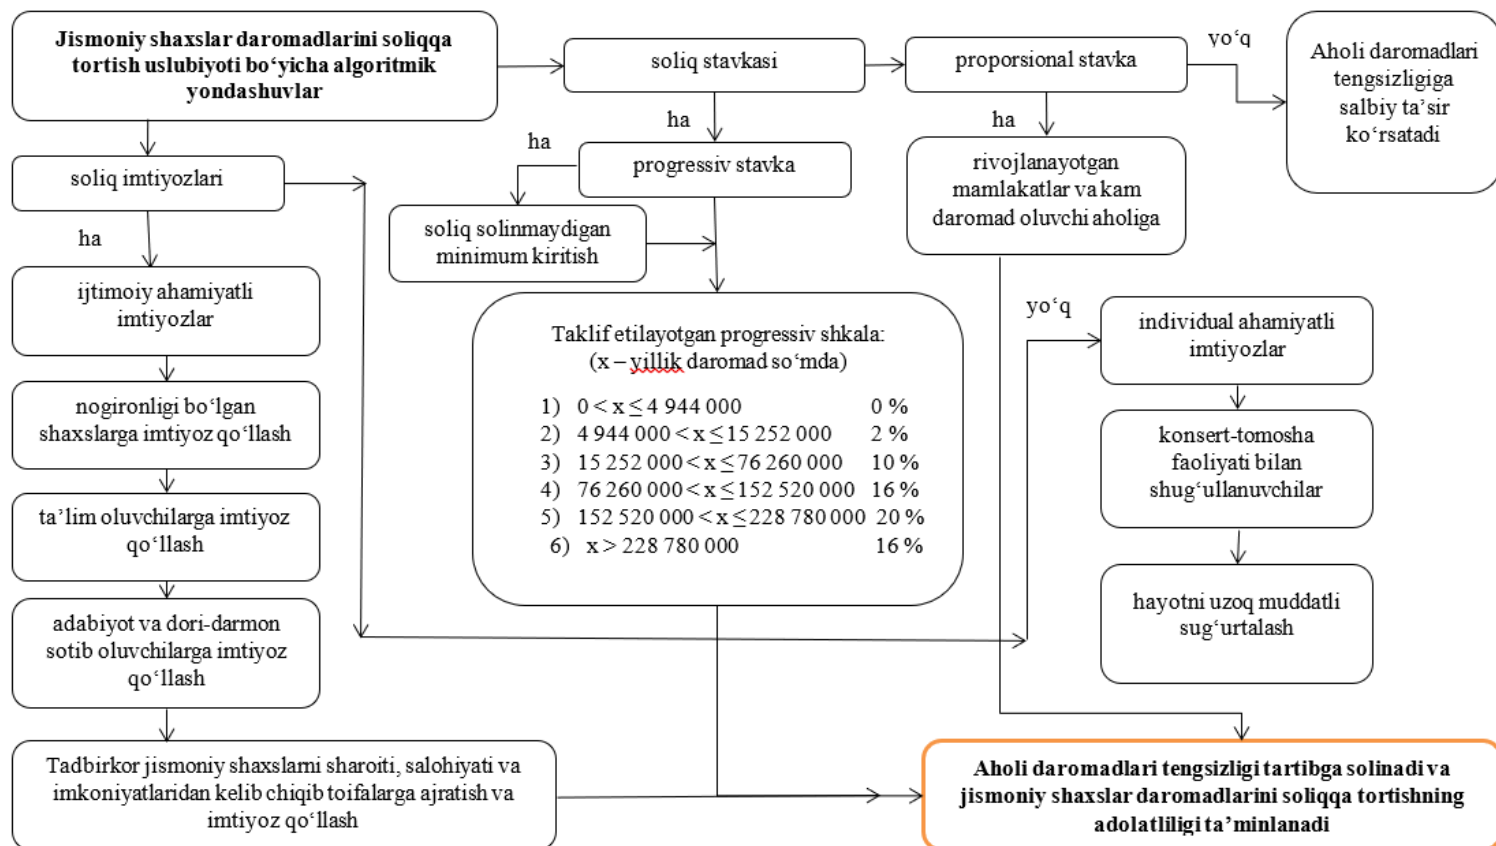 Jismoniy shaxslar daromadlarini soliqqa
tortish uslubiyoti bo‘yicha algoritmik
yondashuvlar
soliq stavkasi
proporsional stavka
yo‘q
Aholi daromadlari
tengsizligiga
salbiy ta’sir
ko‘rsatadi
ha
ha
ha
soliq imtiyozlari
progressiv stavka
rivojlanayotgan
mamlakatlar va kam
daromad oluvchi aholiga
soliq solinmaydigan
minimum kiritish
ha
ijtimoiy ahamiyatli
imtiyozlar
nogironligi bo‘lgan
shaxslarga imtiyoz qo‘llash
ta’lim oluvchilarga imtiyoz
qo‘llash
adabiyot va dori-darmon
sotib oluvchilarga imtiyoz
qo‘llash
Taklif etilayotgan progressiv shkala:
(x – yillik daromad so‘mda)
1) 0 < x ≤ 4 944 000 0 %
2) 4 944 000 < x ≤ 15 252 000 2 %
3) 15 252 000 < x ≤ 76 260 000 10 %
4) 76 260 000 < x ≤ 152 520 000 16 %
5) 152 520 000 < x ≤ 228 780 000 20 %
6) x > 228 780 000 16 %
yo‘q
individual ahamiyatli
imtiyozlar
konsert-tomosha
faoliyati bilan
shug‘ullanuvchilar
hayotni uzoq muddatli
sug‘urtalash
Tadbirkor jismoniy shaxslarni sharoiti, salohiyati va
imkoniyatlaridan kelib chiqib toifalarga ajratish va
imtiyoz qo‘llash
Aholi daromadlari tengsizligi tartibga solinadi va
jismoniy shaxslar daromadlarini soliqqa tortishning
adolatliligi ta’minlanadi